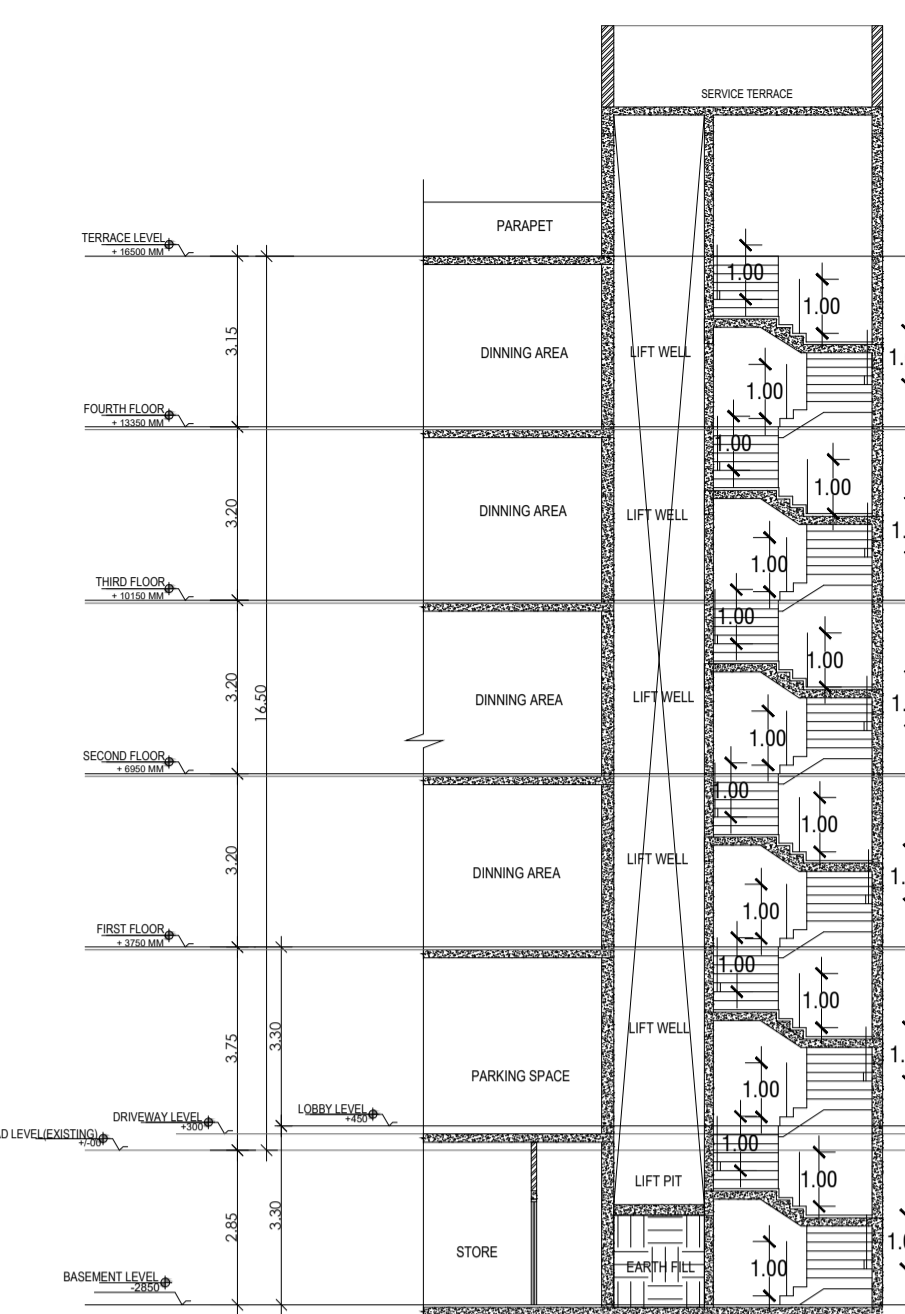 SERVICE TERRACE
PARAPET
TERRACE LEVEL
+ 16500 MM
1.00
1.00
3.15
DINNING AREA
LIFT WELL
1.00
FOURTH FLOOR
+ 13350 MM
1.00
1.00
3.20
DINNING AREA
LIFT WELL
1.00
THIRD FLOOR
+ 10150 MM
1.00
1.00
3.20
16.50
DINNING AREA
LIFT WELL
1.00
SECOND FLOOR
+ 6950 MM
1.00
1.00
3.20
DINNING AREA
LIFT WELL
1.00
FIRST FLOOR
+ 3750 MM
1.00
1.00
3.75
3.30
LIFT WELL
PARKING SPACE
1.00
DRIVEWAY LEVEL
+300
LOBBY LEVEL
+450
LEVEL(EXISTING)
+/-00
1.00
1.00
LIFT PIT
2.85
3.30
STORE
EARTH FILL
1.00
BASEMENT LEVEL
-2850